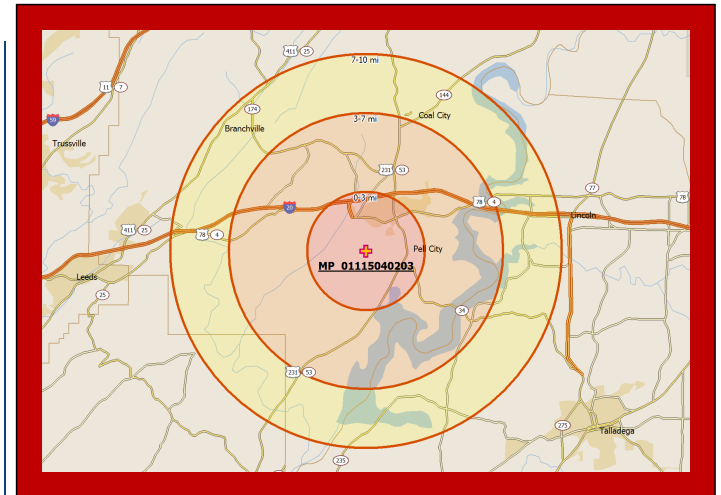 411 25
7-10 mi
11 7
59
Trussville
174
Branchville
144
Coal City
3-7 mi
231 53
77
78
0-3 mi
20
78 4
Lincoln
411 25
78 4
Pell City
MP_01115040203
Leeds
25
34
231 53
275
Talladega
235